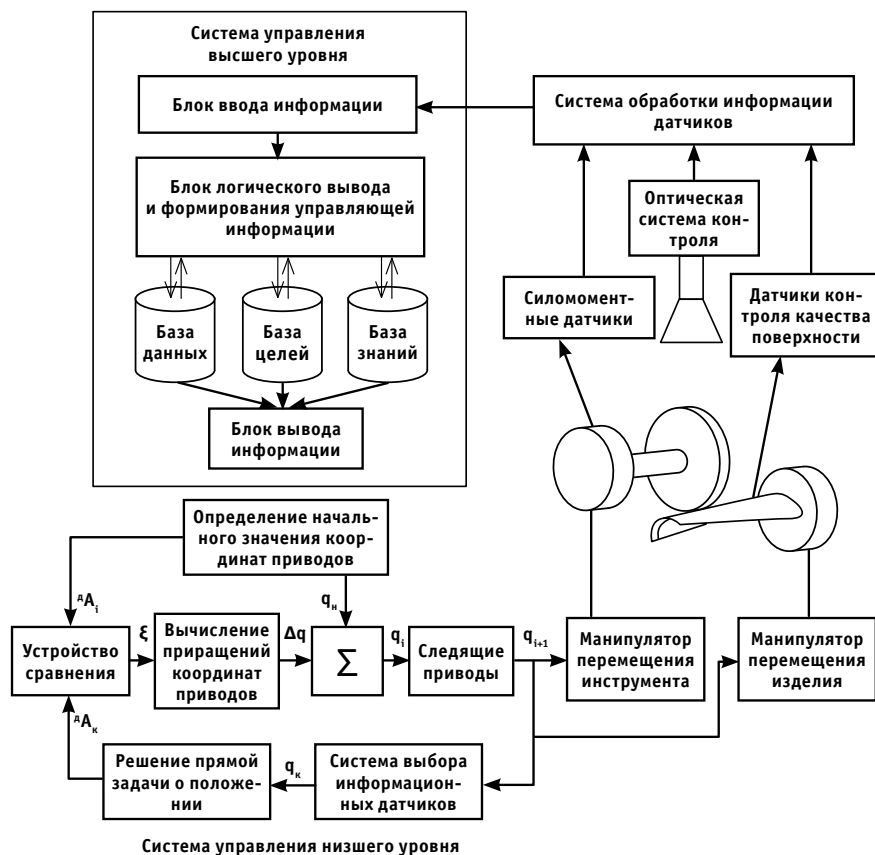 Система управления
высшего уровня
Блок ввода информации
Система обработки информации
датчиков
Блок логического вывода
и формирования управляющей
информации
Оптическая
система кон-
троля
Силомомент-
ные датчики
Датчики кон-
троля качества
поверхности
База
данных
База
целей
База
знаний
Блок вывода
информации
Определение началь-
ного значения коор-
динат приводов
дAi
qн
Устройство
сравнения
ξ
Вычисление
приращений
координат
приводов
Δq
Σ
qi
Следящие
приводы
qi+1
Манипулятор
перемещения
инструмента
Манипулятор
перемещения
изделия
дAк
Решение прямой
задачи о положе-
нии
qк
Система выбора
информацион-
ных датчиков
Система управления низшего уровня